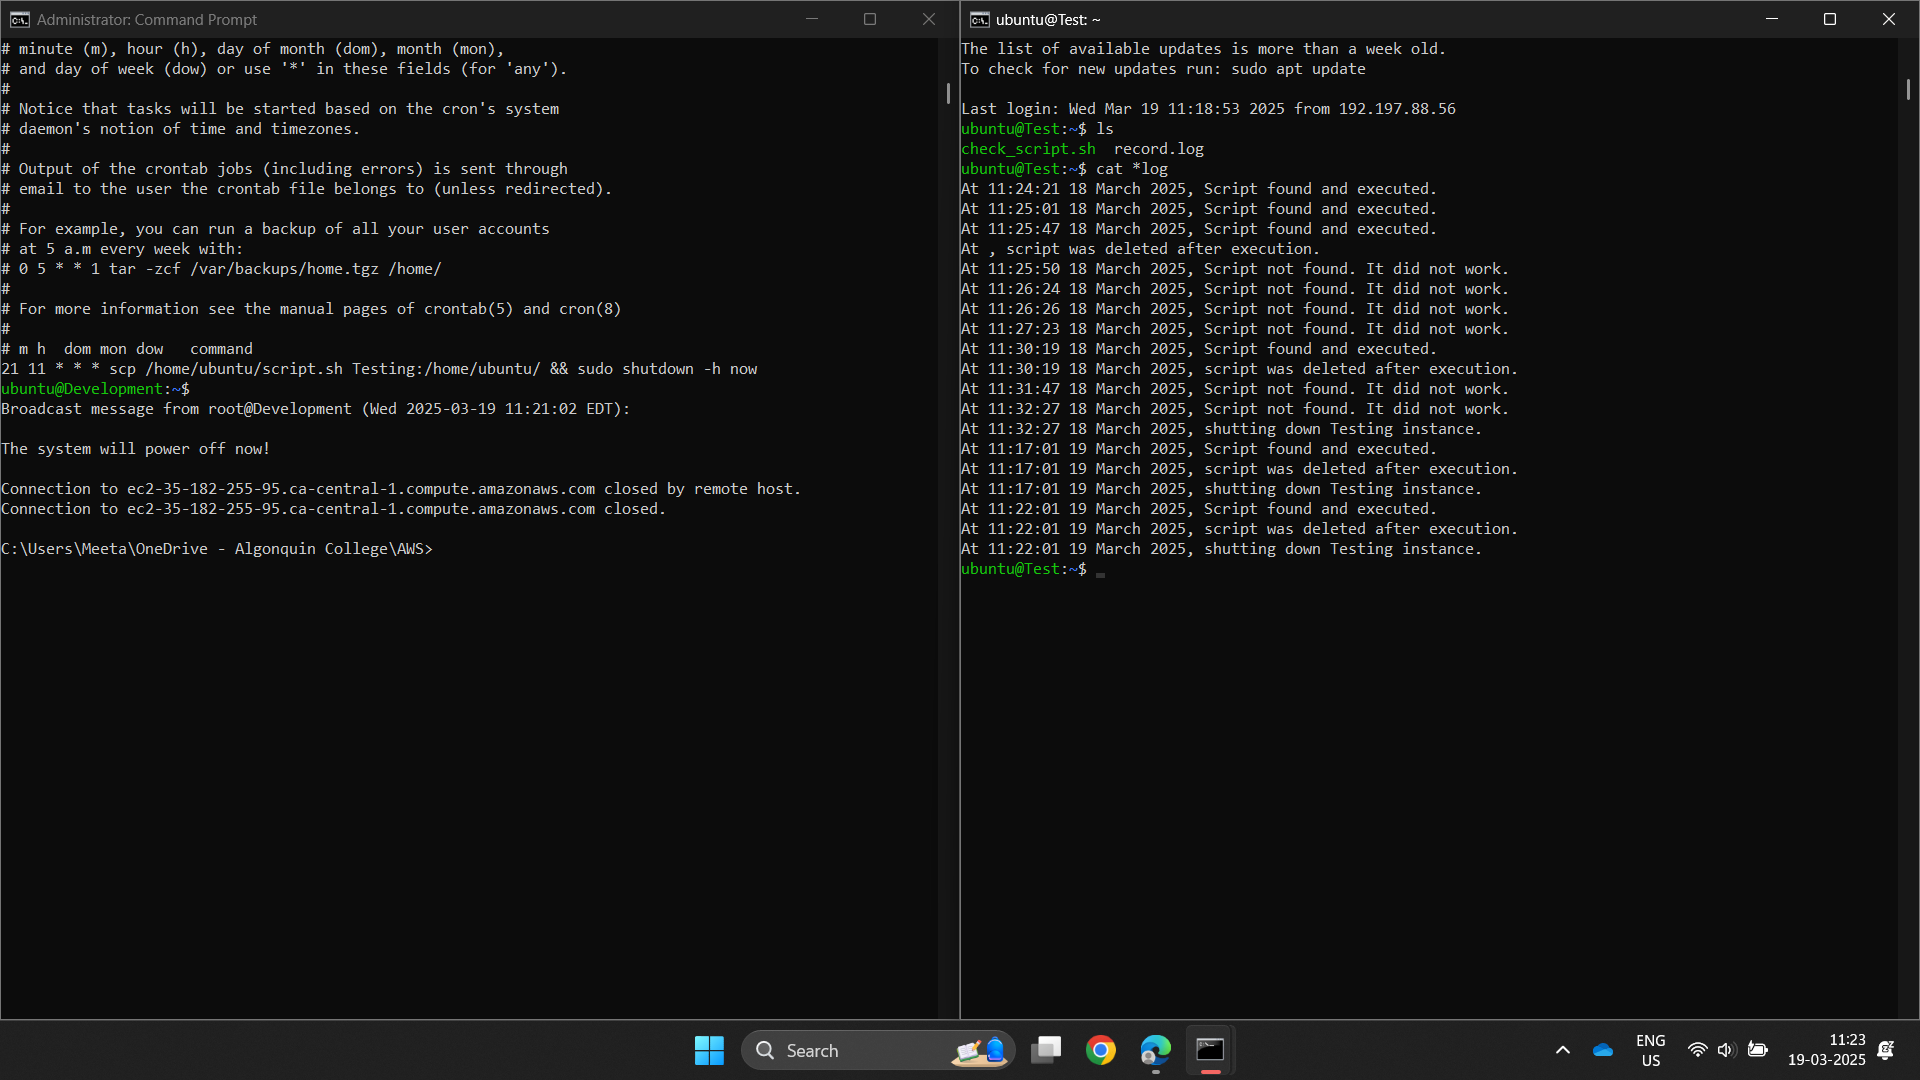 Administrator: Command Prompt
# minute (m), hour (h), day of month (dom), month (mon),
# and day of week (dow) or use '*' in these fields (for 'any').
#
# Notice that tasks will be started based on the cron's system
# daemon's notion of time and timezones.
#
# Output of the crontab jobs (including errors) is sent through
# email to the user the crontab file belongs to (unless redirected).
#
# For example, you can run a backup of all your user accounts
# at 5 a.m every week with:
# 0 5 * * 1 tar -zcf /var/backups/home.tgz /home/
#
# For more information see the manual pages of crontab(5) and cron(8)
#
# m h  dom mon dow   command
21 11 * * * scp /home/ubuntu/script.sh Testing:/home/ubuntu/ && sudo shutdown -h now
ubuntu@Development:~$
Broadcast message from root@Development (Wed 2025-03-19 11:21:02 EDT):
The system will power off now!
Connection to ec2-35-182-255-95.ca-central-1.compute.amazonaws.com closed by remote host.
Connection to ec2-35-182-255-95.ca-central-1.compute.amazonaws.com closed.
C:\Users\Meeta\OneDrive - Algonquin College\AWS>
ubuntu@Test: ~
The list of available updates is more than a week old.
To check for new updates run: sudo apt update
Last login: Wed Mar 19 11:18:53 2025 from 192.197.88.56
ubuntu@Test:~$ ls
check_script.sh  record.log
ubuntu@Test:~$ cat *log
At 11:24:21 18 March 2025, Script found and executed.
At 11:25:01 18 March 2025, Script found and executed.
At 11:25:47 18 March 2025, Script found and executed.
At , script was deleted after execution.
At 11:25:50 18 March 2025, Script not found. It did not work.
At 11:26:24 18 March 2025, Script not found. It did not work.
At 11:26:26 18 March 2025, Script not found. It did not work.
At 11:27:23 18 March 2025, Script not found. It did not work.
At 11:30:19 18 March 2025, Script found and executed.
At 11:30:19 18 March 2025, script was deleted after execution.
At 11:31:47 18 March 2025, Script not found. It did not work.
At 11:32:27 18 March 2025, Script not found. It did not work.
At 11:32:27 18 March 2025, shutting down Testing instance.
At 11:17:01 19 March 2025, Script found and executed.
At 11:17:01 19 March 2025, script was deleted after execution.
At 11:17:01 19 March 2025, shutting down Testing instance.
At 11:22:01 19 March 2025, Script found and executed.
At 11:22:01 19 March 2025, script was deleted after execution.
At 11:22:01 19 March 2025, shutting down Testing instance.
ubuntu@Test:~$
Search
ENG
US
11:23
19-03-2025